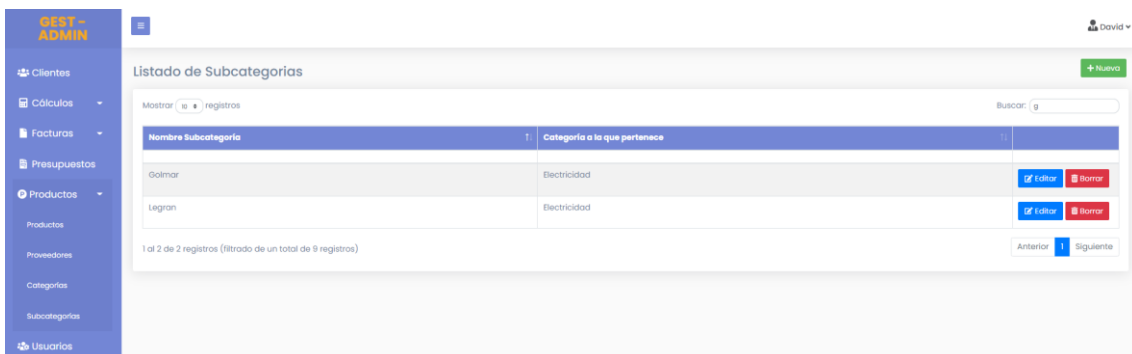 GEST -
ADMIN
David
Clientes
Cálculos
Facturas
Presupuestos
Productos
Productos
Proveedores
Categorías
Subcategorías
Usuarios
Listado de Subcategorias
+ Nueva
Mostrar 10 registros
Buscar: g
Nombre Subcategoría Categoría a la que pertenece
Golmar Electricidad Editar Borrar
Legran Electricidad Editar Borrar
1 al 2 de 2 registros (filtrado de un total de 9 registros)
Anterior 1 Siguiente